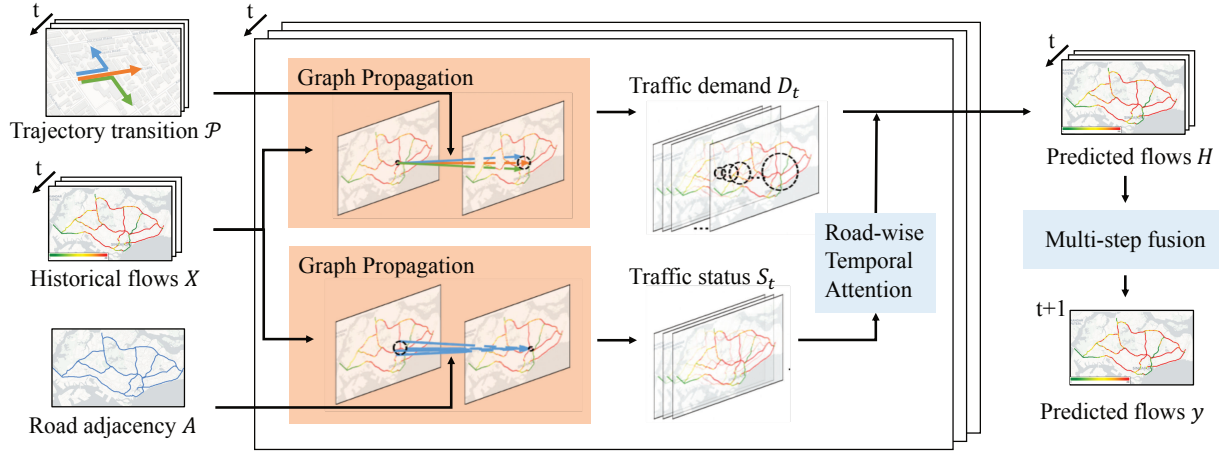 t
Trajectory transition 𝒫
t
Historical flows X
Road adjacency A
t
Graph Propagation
Graph Propagation
Traffic demand D_t
...
Traffic status S_t
Road-wise
Temporal
Attention
t
Predicted flows H
Multi-step fusion
t+1
Predicted flows y